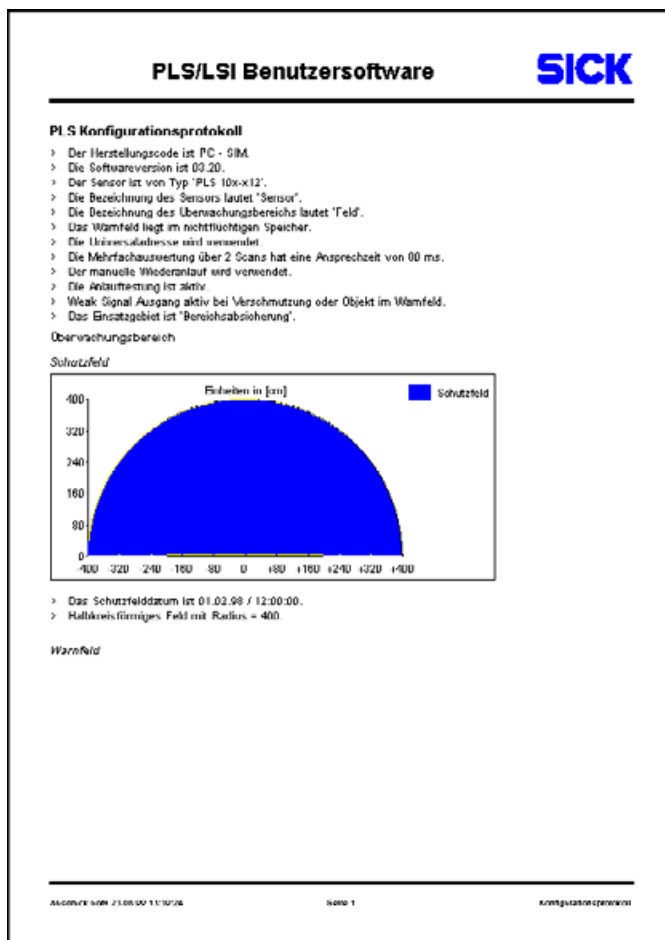 PLS/LSI Benutzersoftware
SICK
PLS Konfigurationsprotokoll
> Der Herstellungscode ist PC - SIM.
> Die Softwareversion ist 03.20.
> Der Sensor ist von Typ 'PLS 10x-x12'.
> Die Bezeichnung des Sensors lautet "Sensor".
> Die Bezeichnung des Überwachungsbereichs lautet "Feld".
> Das Warnfeld liegt im nichtflüchtigen Speicher.
> Die Universaladresse wird verwendet.
> Die Mehrfachauswertung über 2 Scans hat eine Ansprechzeit von 80 ms.
> Der manuelle Wiederanlauf wird verwendet.
> Die Anlauftestung ist aktiv.
> Weak Signal Ausgang aktiv bei Verschmutzung oder Objekt im Warnfeld.
> Das Einsatzgebiet ist "Bereichsabsicherung".
Überwachungsbereich
Schutzfeld
Einheiten in [cm]
Schutzfeld
400
320
240
160
80
0
-400 -320 -240 -160 -80 0 +80 +160 +240 +320 +400
> Das Schutzfelddatum ist 01.02.98 / 12:00:00.
> Halbkreisförmiges Feld mit Radius = 400.
Warnfeld
Seite 1
Konfigurationsprotokoll